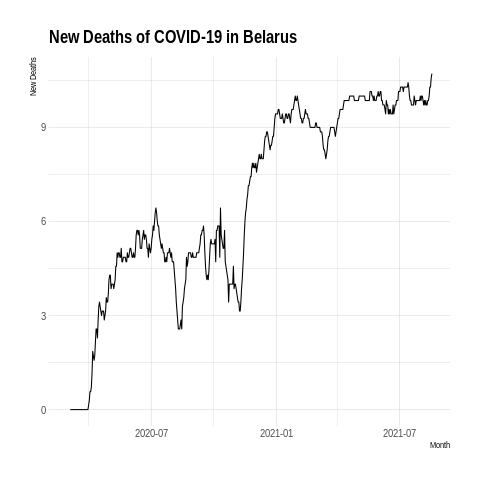 New Deaths of COVID-19 in Belarus
New Deaths
9
6
3
0
2020-07
2021-01
2021-07
Month